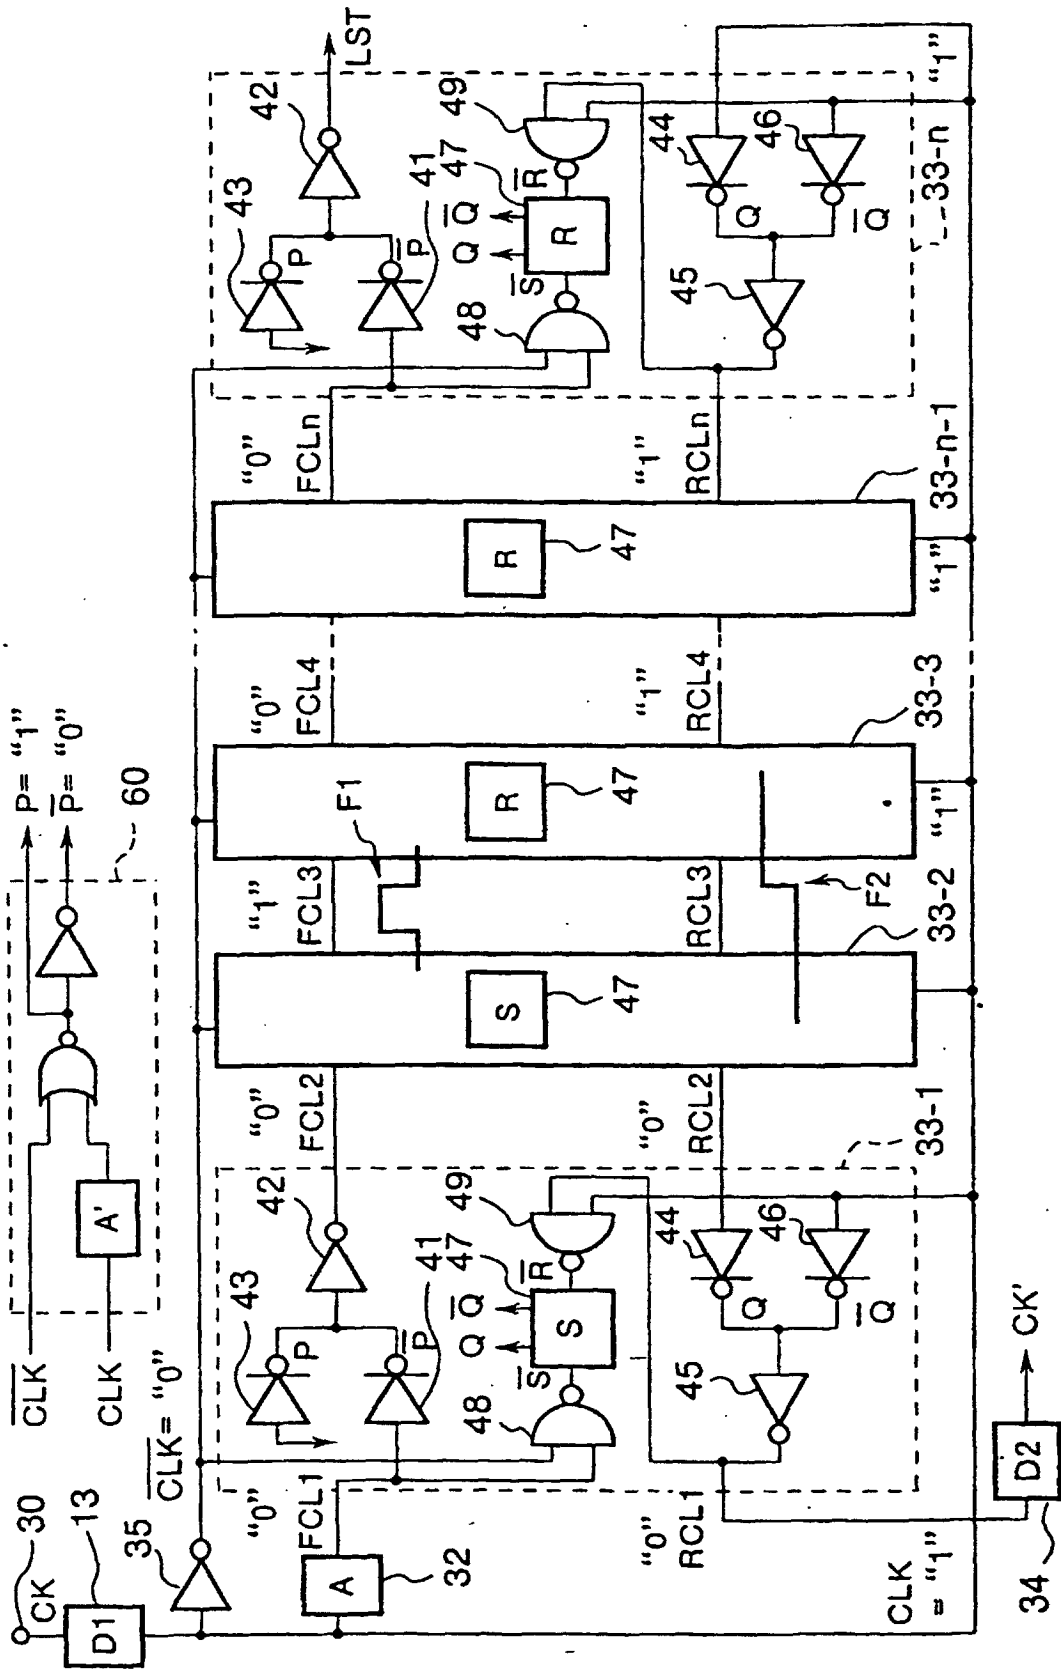 30
CK
D1
13
35
CLK
CLK
A'
P= “1”
P= “0”
60
CLK= “0”
A
32
“0”
FCL1
43
P
42
41
P
48
S
Q
Q
47
S
R
49
“0”
RCL1
45
44
Q
46
Q
33-1
CLK
= “1”
D2
CK'
34
“0”
FCL2
“0”
RCL2
S
47
33-2
“1”
FCL3
F1
RCL3
F2
R
47
33-3
“1”
“0”
FCL4
“1”
RCL4
R
47
33-n-1
“1”
“0”
FCLn
“1”
RCLn
43
P
42
LST
41
P
48
S
Q
Q
47
R
R
49
45
44
Q
46
Q
33-n
“1”